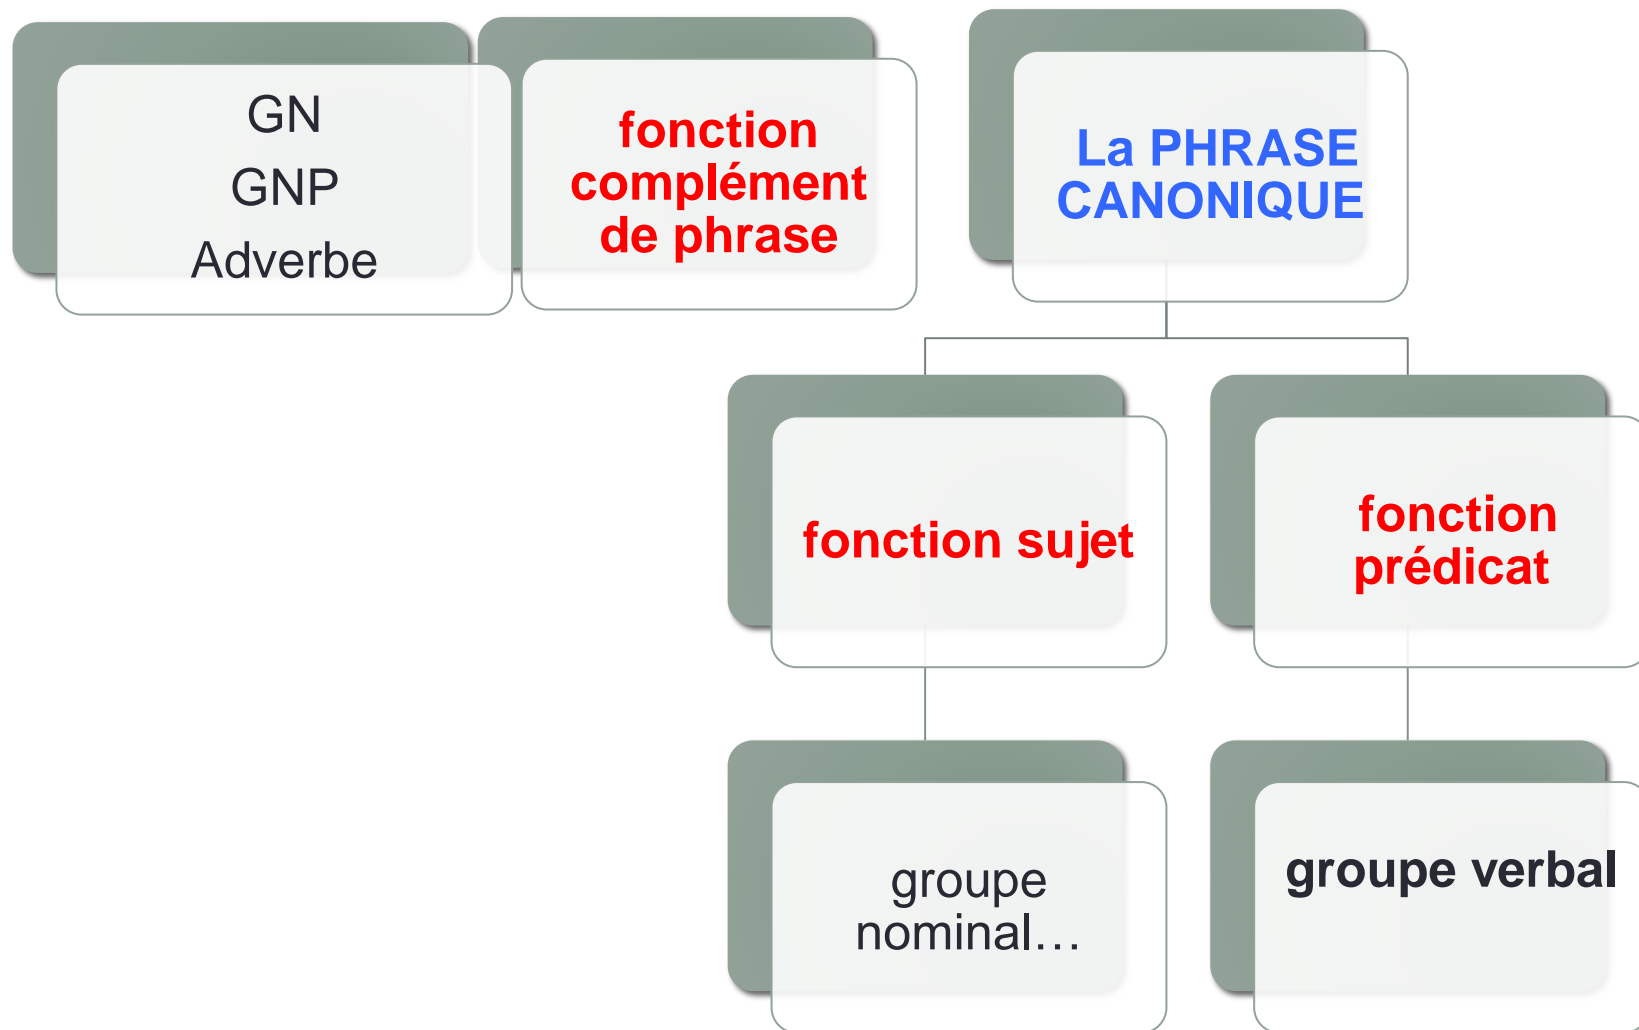 GN
GNP
Adverbe
fonction
complément
de phrase
La PHRASE
CANONIQUE
fonction sujet
fonction
prédicat
groupe
nominal…
groupe verbal